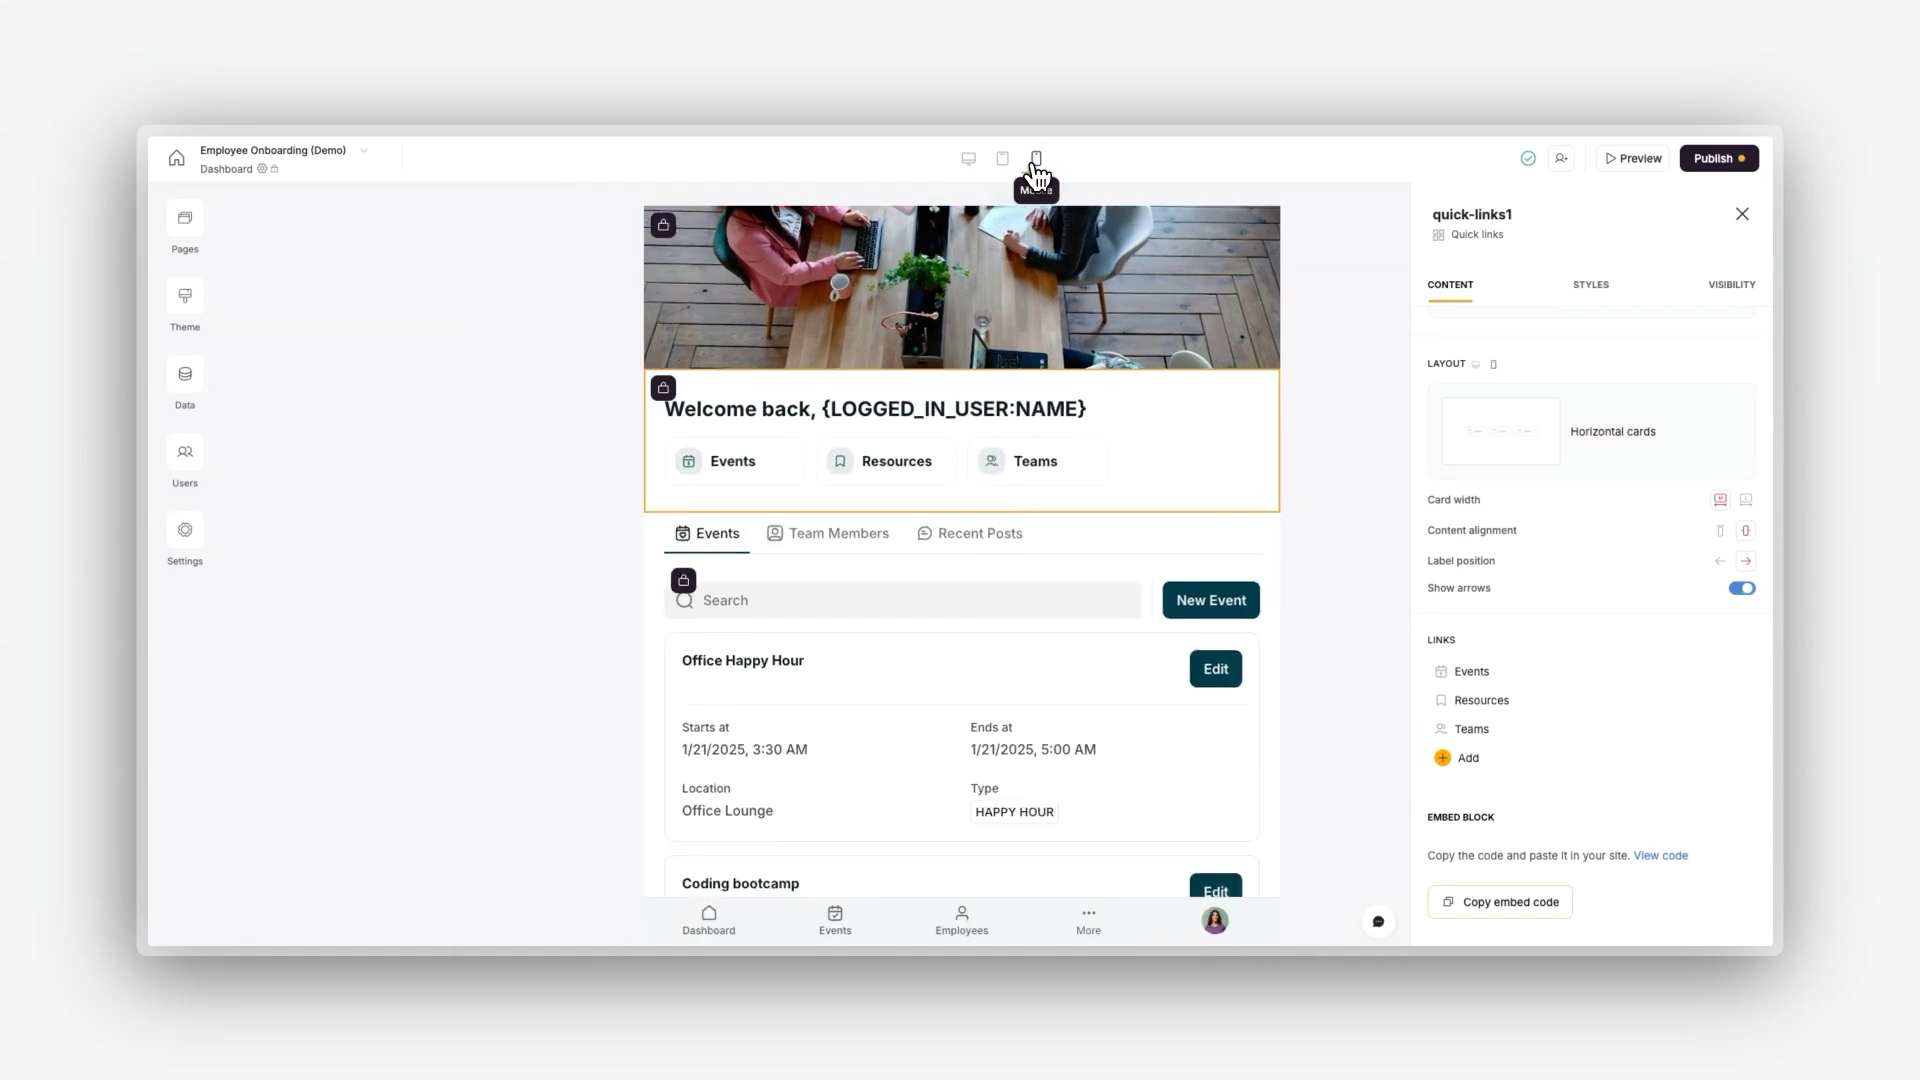 Employee Onboarding (Demo)
Dashboard
Preview
Publish
Pages
Theme
Data
Users
Settings
Welcome back, {LOGGED_IN_USER:NAME}
Events
Resources
Teams
Events
Team Members
Recent Posts
Search
New Event
Office Happy Hour
Edit
Starts at
Ends at
1/21/2025, 3:30 AM
1/21/2025, 5:00 AM
Location
Type
Office Lounge
HAPPY HOUR
Coding bootcamp
Edit
Dashboard
Events
Employees
More
quick-links1
Quick links
CONTENT
STYLES
VISIBILITY
LAYOUT
Horizontal cards
Card width
Content alignment
Label position
Show arrows
LINKS
Events
Resources
Teams
Add
EMBED BLOCK
Copy the code and paste it in your site. View code
Copy embed code